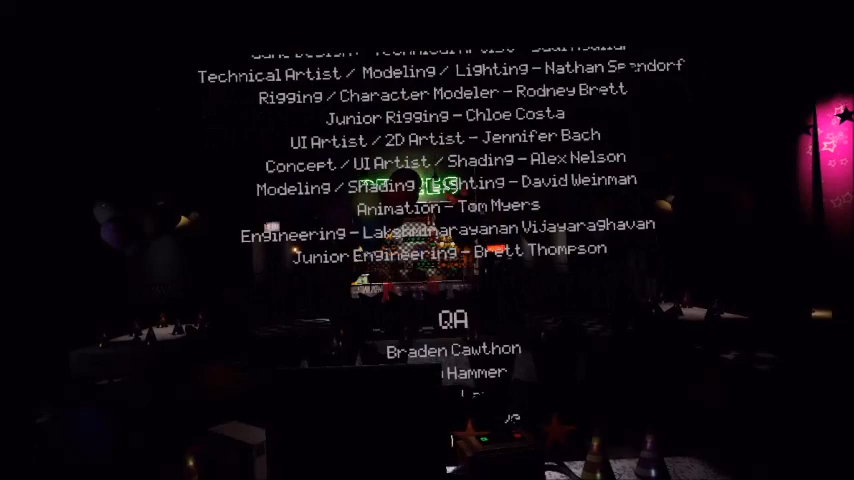 Technical Artist / Modeling / Lighting - Nathan
Rigging / Character Modeler - Rodney Brett
Junior Rigging - Chloe Costa
UI Artist / 2D Artist - Jennifer Bach
Concept / UI Artist / Shading - Alex Nelson
Modeling / Shading / Lighting - David Weinman
Animation - Tom Myers
Engineering - Lakshminarayanan Vijayaraghavan
Junior Engineering - Brett Thompson
QA
Braden Cawthon
Hammer